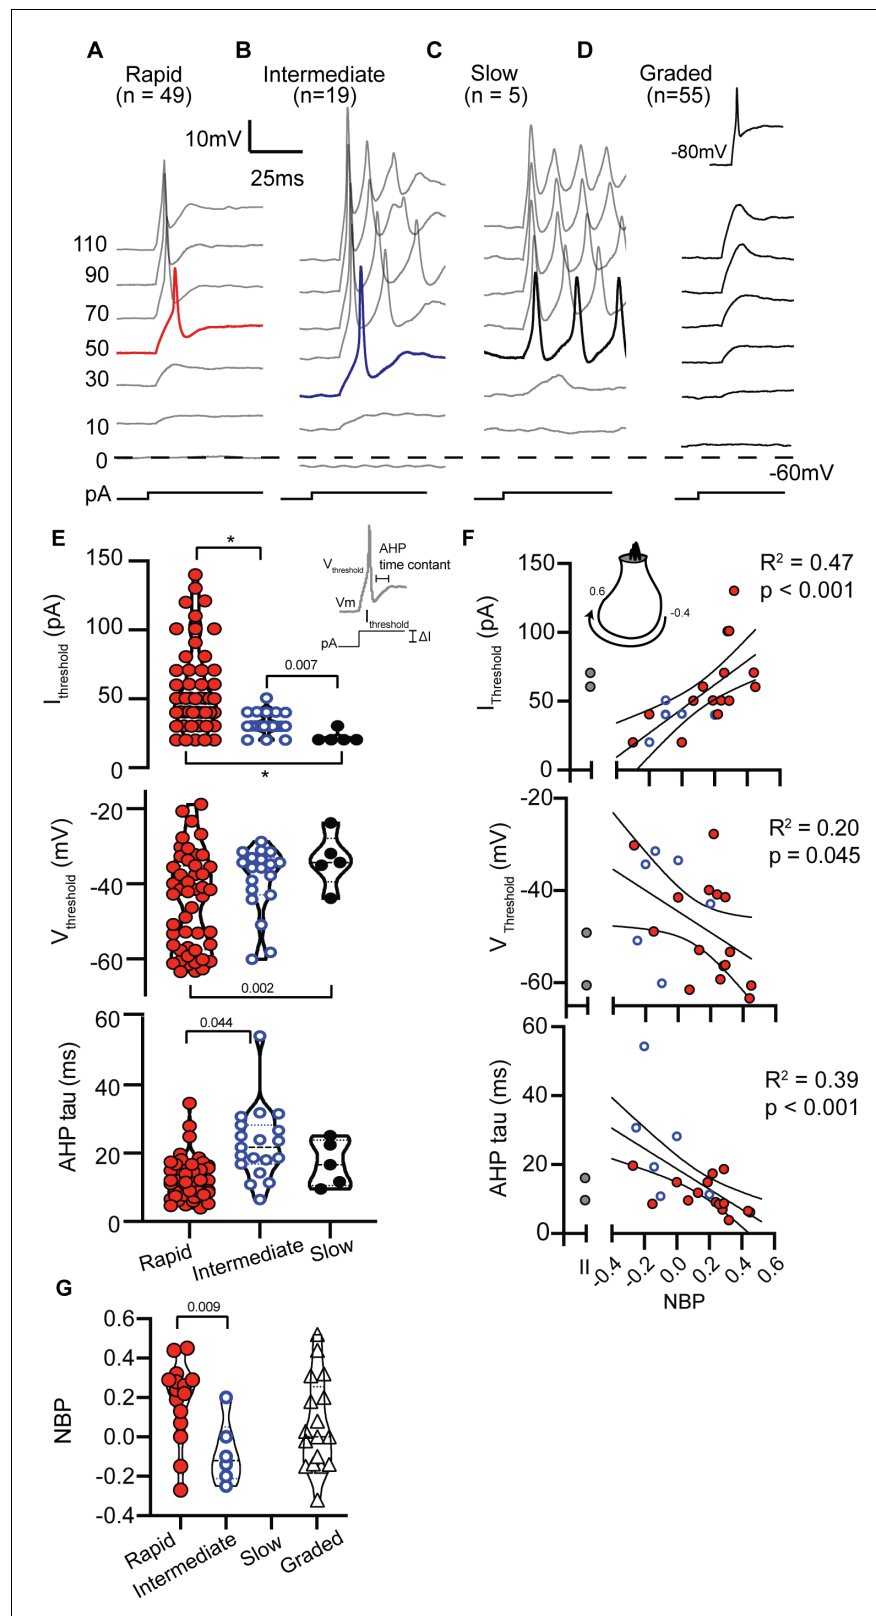 A
B
C
D
Rapid
(n = 49)
Intermediate
(n=19)
Slow
(n = 5)
Graded
(n=55)
10mV
25ms
-80mV
110
90
70
50
30
10
0
-60mV
pA
E
*
150
100
50
0
I threshold (pA)
V threshold
AHP
time contant
Vm
I threshold
pA
ΔI
0.007
*
-20
-40
-60
V threshold (mV)
0.002
60
40
20
0
AHP tau (ms)
0.044
Rapid
Intermediate
Slow
F
150
100
50
0
I Threshold (pA)
0.6
-0.4
R² = 0.47
p < 0.001
-20
-40
-60
V Threshold (mV)
R² = 0.20
p = 0.045
60
40
20
0
AHP tau (ms)
R² = 0.39
p < 0.001
II
-0.4
-0.2
0.0
0.2
0.4
0.6
NBP
G
0.009
0.6
0.4
0.2
0.0
-0.2
-0.4
NBP
Rapid
Intermediate
Slow
Graded